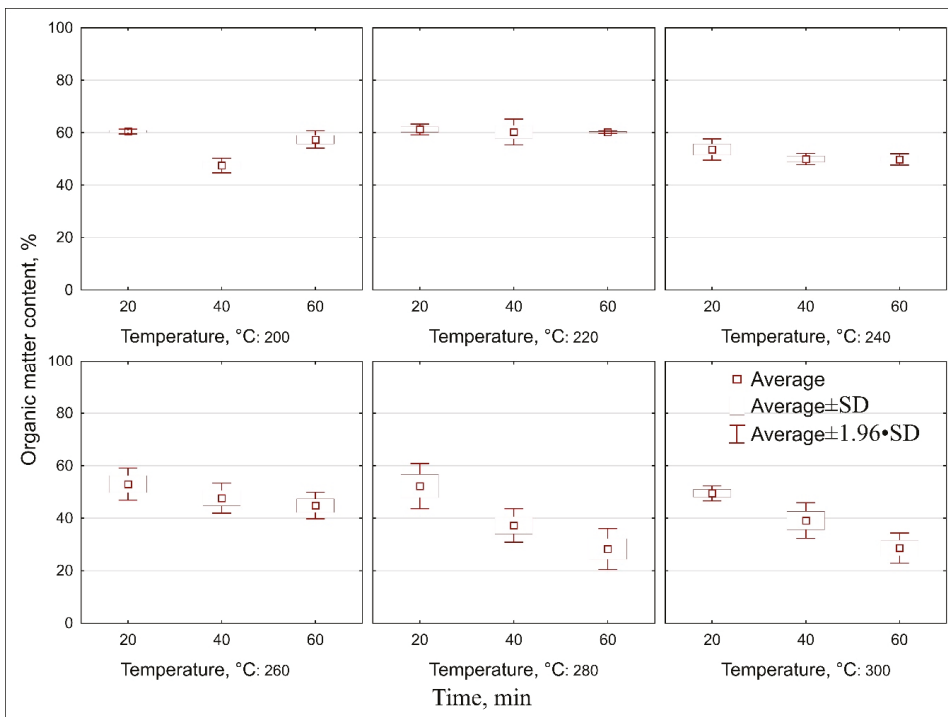 Organic matter content, %
100
80
60
40
20
0
20 40 60
Temperature, °C: 200
20 40 60
Temperature, °C: 220
20 40 60
Temperature, °C: 240
100
80
60
40
20
0
20 40 60
Temperature, °C: 260
20 40 60
Temperature, °C: 280
Average
Average±SD
Average±1.96•SD
20 40 60
Temperature, °C: 300
Time, min